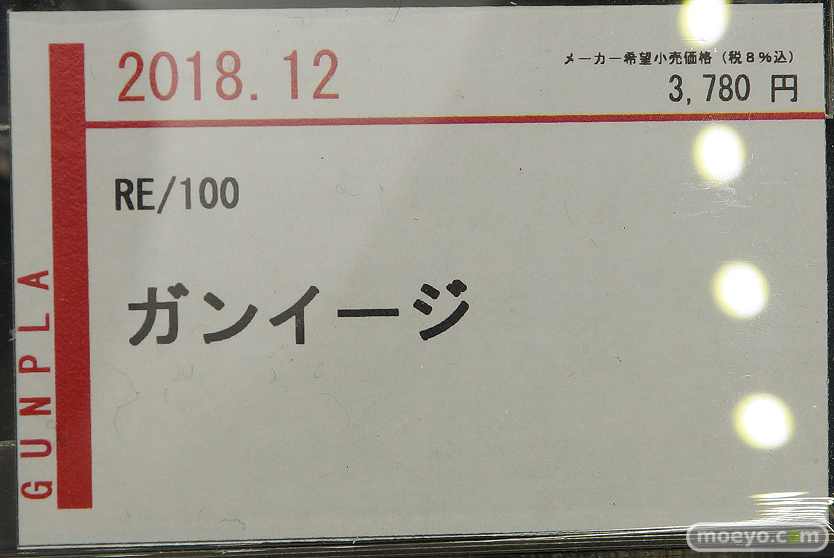 2018.12
メーカー希望小売価格（税８％込）
3,780 円
RE/100
ガンイージ
GUNPLA
moeyo.com